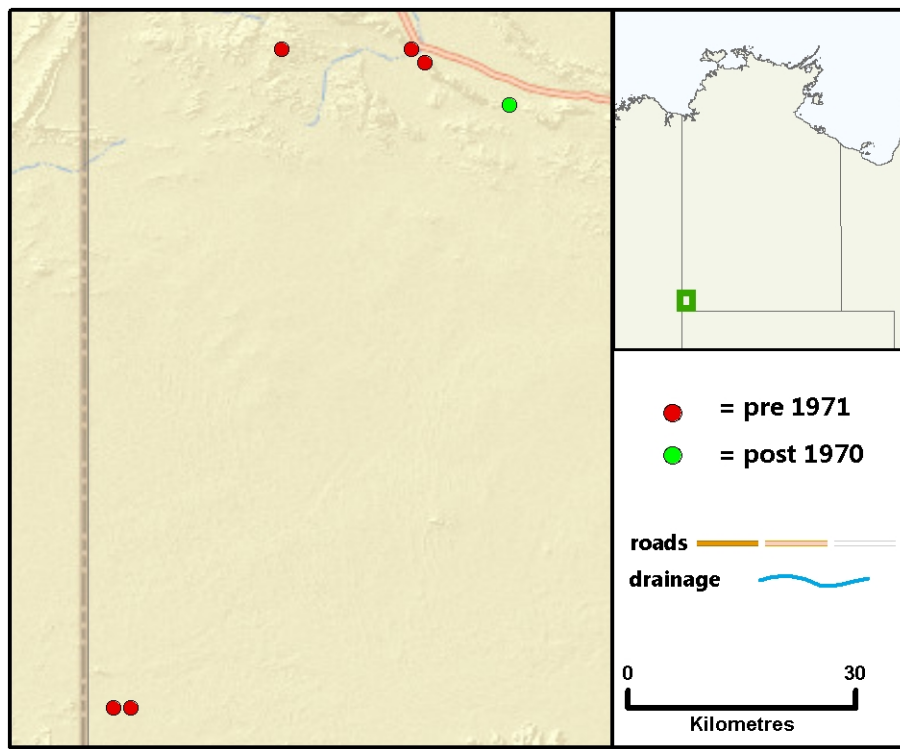 = pre 1971
= post 1970
roads
drainage
0 30
Kilometres